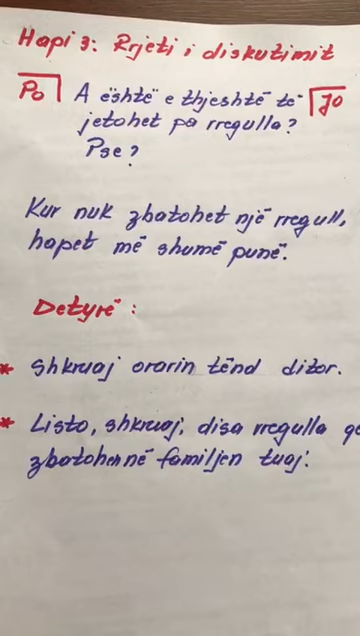 Hapi 3: Rrjeti i diskutimit
Po A është e thjeshtë të Jo
jetohet pa rregulla?
Pse?
Kur nuk zbatohet një rregull,
hapet më shumë punë.
Detyrë:
* Shkruaj orarin tënd ditor.
* Listo, shkruaj, disa rregulla që
zbatohen në familjen tuaj.